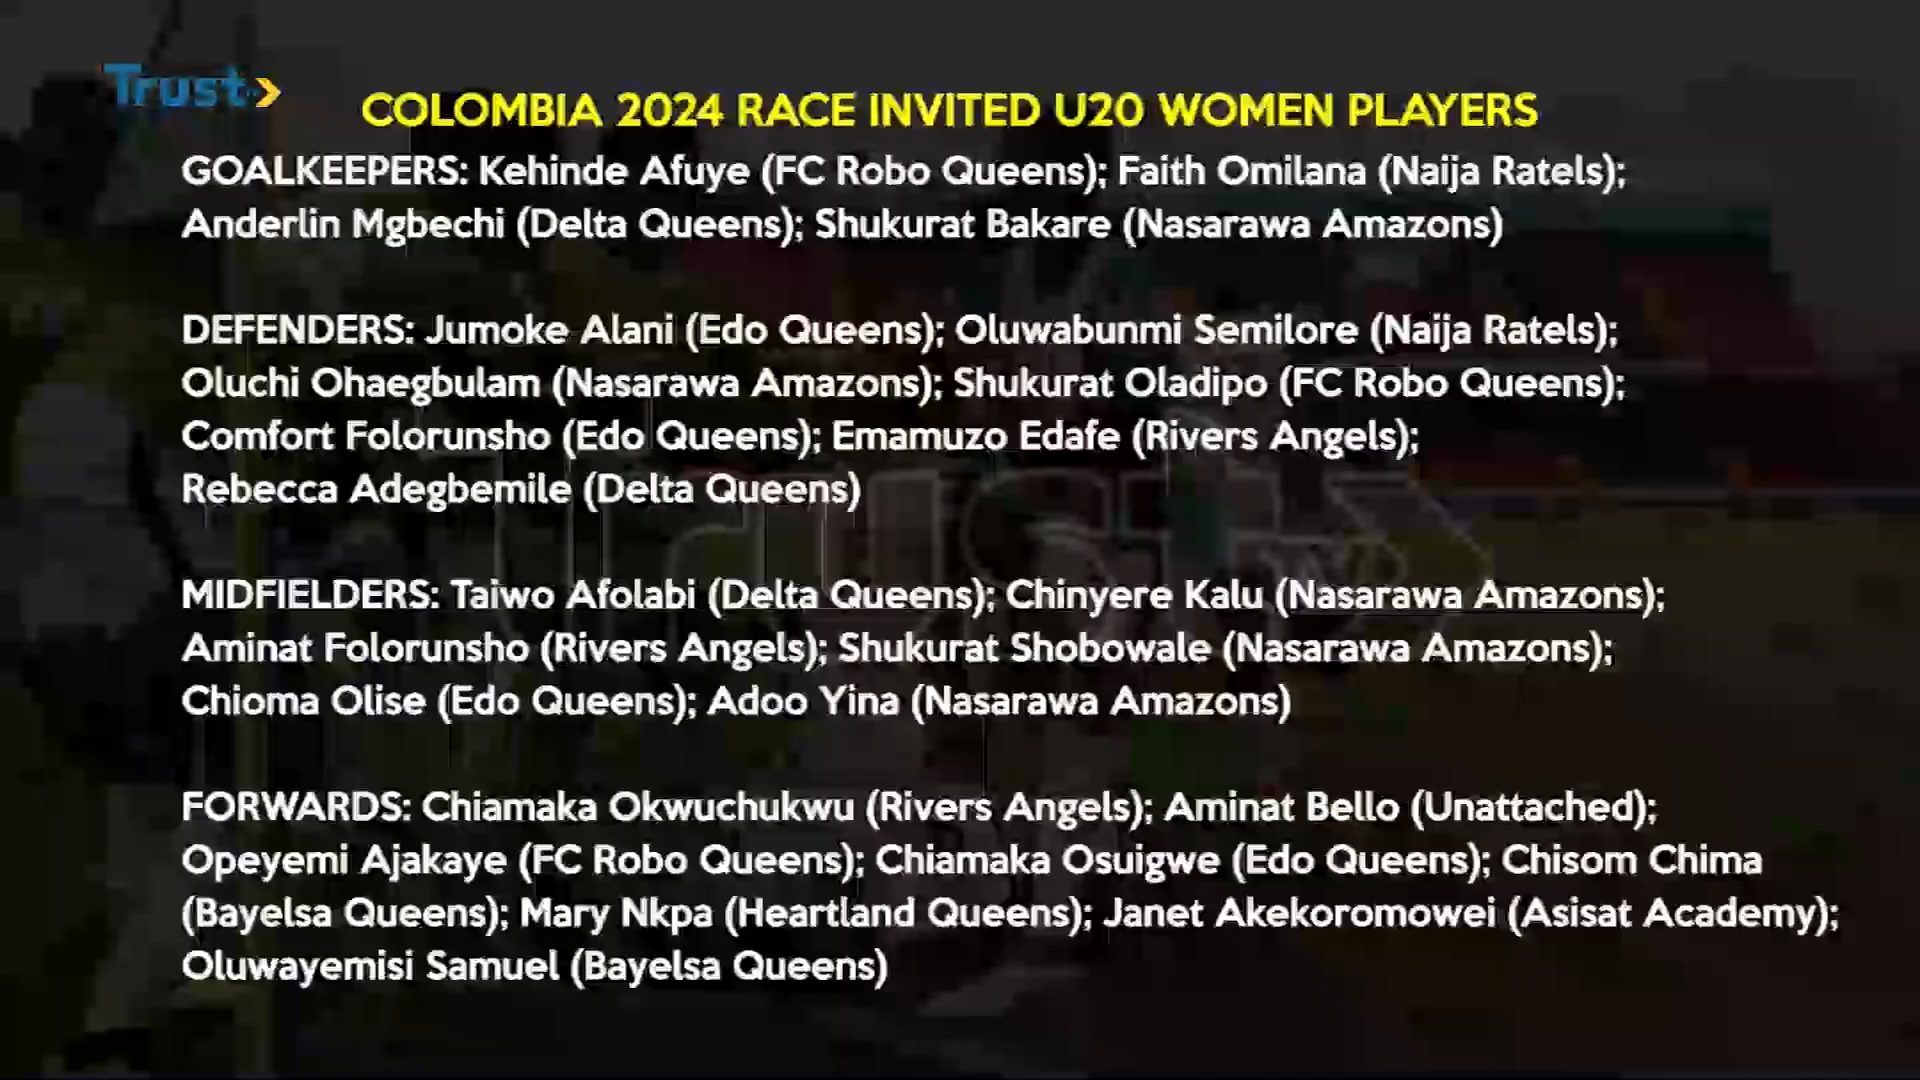 Trust
COLOMBIA 2024 RACE INVITED U20 WOMEN PLAYERS
GOALKEEPERS: Kehinde Afuye (FC Robo Queens); Faith Omilana (Naija Ratels);
Anderlin Mgbechi (Delta Queens); Shukurat Bakare (Nasarawa Amazons)
DEFENDERS: Jumoke Alani (Edo Queens); Oluwabunmi Semilore (Naija Ratels);
Oluchi Ohaegbulam (Nasarawa Amazons); Shukurat Oladipo (FC Robo Queens);
Comfort Folorunsho (Edo Queens); Emamuzo Edafe (Rivers Angels);
Rebecca Adegbemile (Delta Queens)
MIDFIELDERS: Taiwo Afolabi (Delta Queens); Chinyere Kalu (Nasarawa Amazons);
Aminat Folorunsho (Rivers Angels); Shukurat Shobowale (Nasarawa Amazons);
Chioma Olise (Edo Queens); Adoo Yina (Nasarawa Amazons)
FORWARDS: Chiamaka Okwuchukwu (Rivers Angels); Aminat Bello (Unattached);
Opeyemi Ajakaye (FC Robo Queens); Chiamaka Osuigwe (Edo Queens); Chisom Chima
(Bayelsa Queens); Mary Nkpa (Heartland Queens); Janet Akekoromowei (Asisat Academy);
Oluwayemisi Samuel (Bayelsa Queens)
Trust